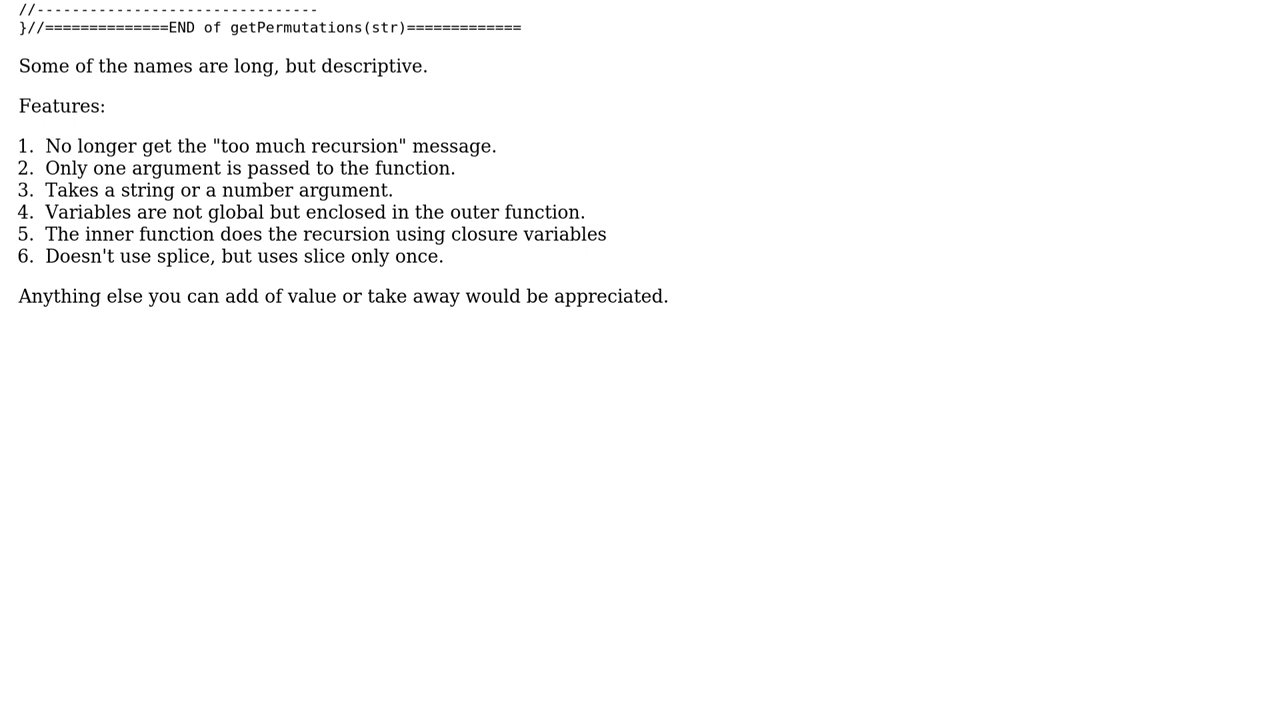 //--------------------------------
}//==============END of getPermutations(str)=============
Some of the names are long, but descriptive.
Features:
1. No longer get the "too much recursion" message.
2. Only one argument is passed to the function.
3. Takes a string or a number argument.
4. Variables are not global but enclosed in the outer function.
5. The inner function does the recursion using closure variables
6. Doesn't use splice, but uses slice only once.
Anything else you can add of value or take away would be appreciated.